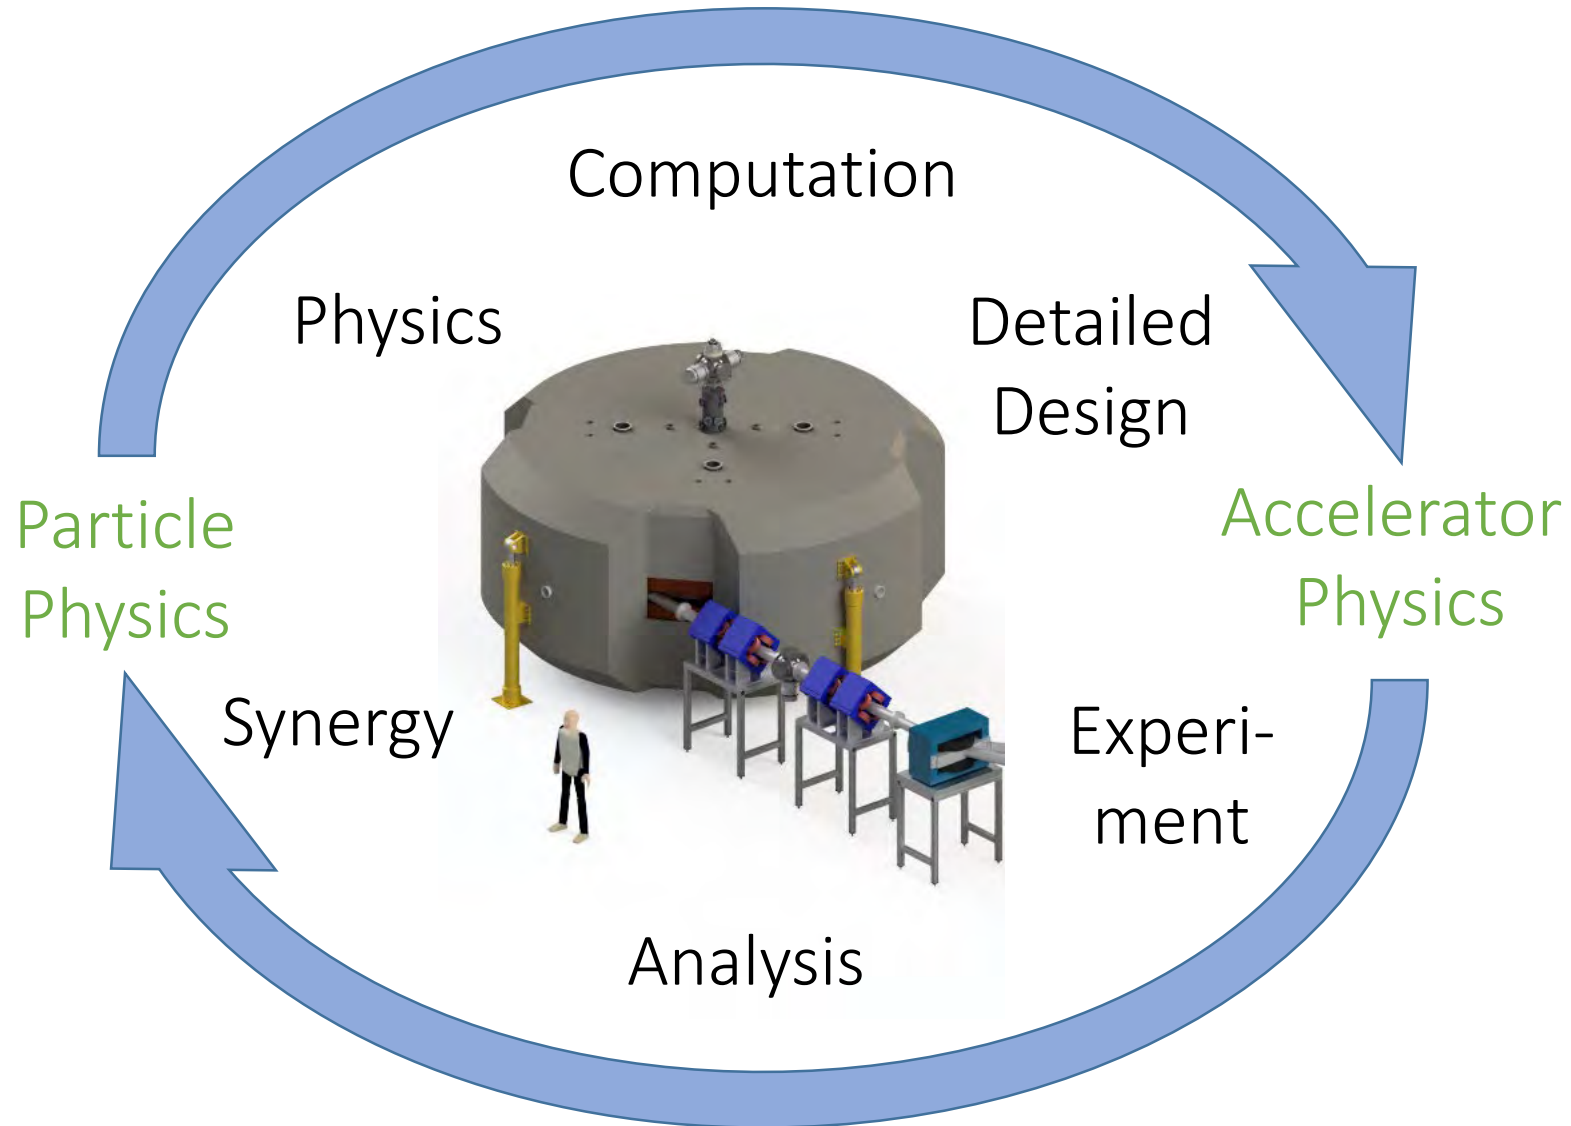 Computation
Physics
Detailed
Design
Particle
Physics
Accelerator
Physics
Synergy
Experi-
ment
Analysis